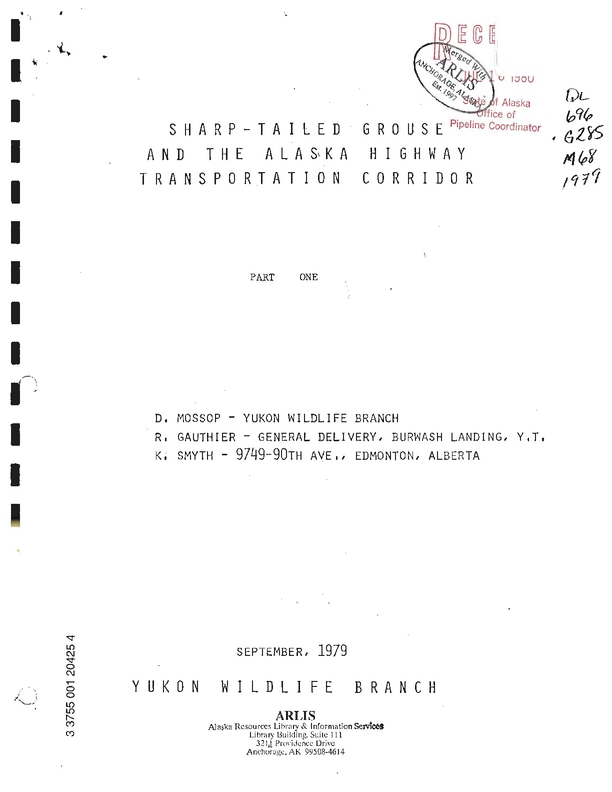 RECE
Merged With
ARLIS
ANCHORAGE, ALASKA
Est. 1997
State of Alaska
Office of
Pipeline Coordinator
DL
696
.G285
M68
1979
SHARP-TAILED GROUSE
AND THE ALASKA HIGHWAY
TRANSPORTATION CORRIDOR
PART ONE
D. MOSSOP - YUKON WILDLIFE BRANCH
R. GAUTHIER - GENERAL DELIVERY, BURWASH LANDING, Y.T.
K. SMYTH - 9749-90TH AVE., EDMONTON, ALBERTA
SEPTEMBER, 1979
YUKON WILDLIFE BRANCH
ARLIS
Alaska Resources Library & Information Services
Library Building, Suite 111
3211 Providence Drive
Anchorage, AK 99508-4614
3 3755 001 20425 4